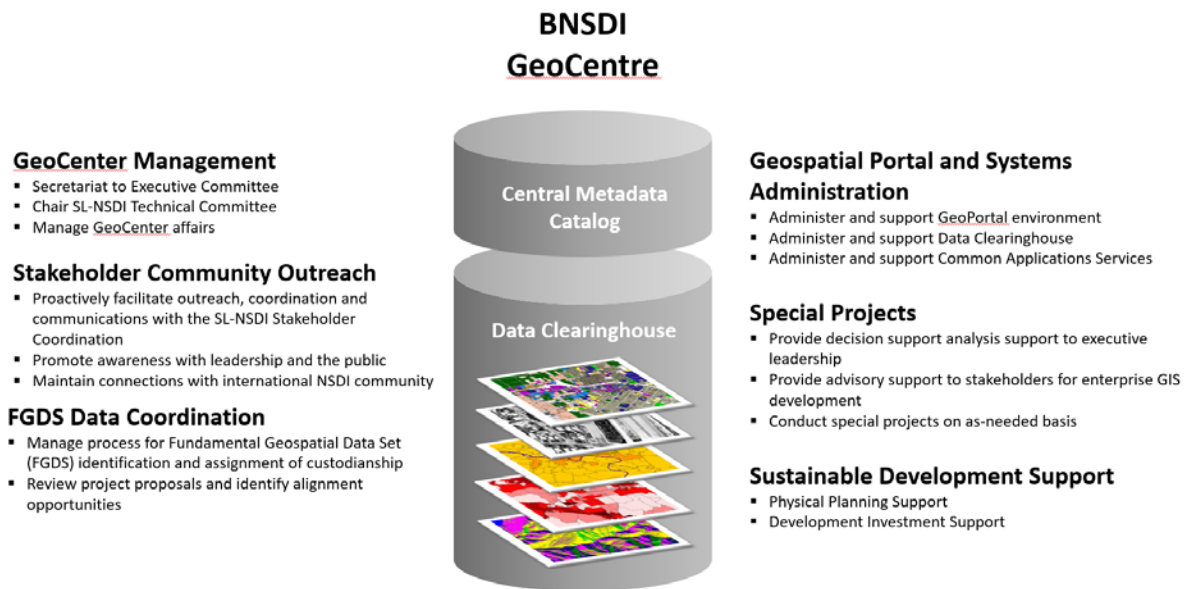 BNSDI
GeoCentre
GeoCenter Management
▪ Secretariat to Executive Committee
▪ Chair SL-NSDI Technical Committee
▪ Manage GeoCenter affairs
Stakeholder Community Outreach
▪ Proactively facilitate outreach, coordination and
communications with the SL-NSDI Stakeholder
Coordination
▪ Promote awareness with leadership and the public
▪ Maintain connections with international NSDI community
FGDS Data Coordination
▪ Manage process for Fundamental Geospatial Data Set
(FGDS) identification and assignment of custodianship
▪ Review project proposals and identify alignment
opportunities
Central Metadata
Catalog
Data Clearinghouse
Geospatial Portal and Systems
Administration
▪ Administer and support GeoPortal environment
▪ Administer and support Data Clearinghouse
▪ Administer and support Common Applications Services
Special Projects
▪ Provide decision support analysis support to executive
leadership
▪ Provide advisory support to stakeholders for enterprise GIS
development
▪ Conduct special projects on as-needed basis
Sustainable Development Support
▪ Physical Planning Support
▪ Development Investment Support